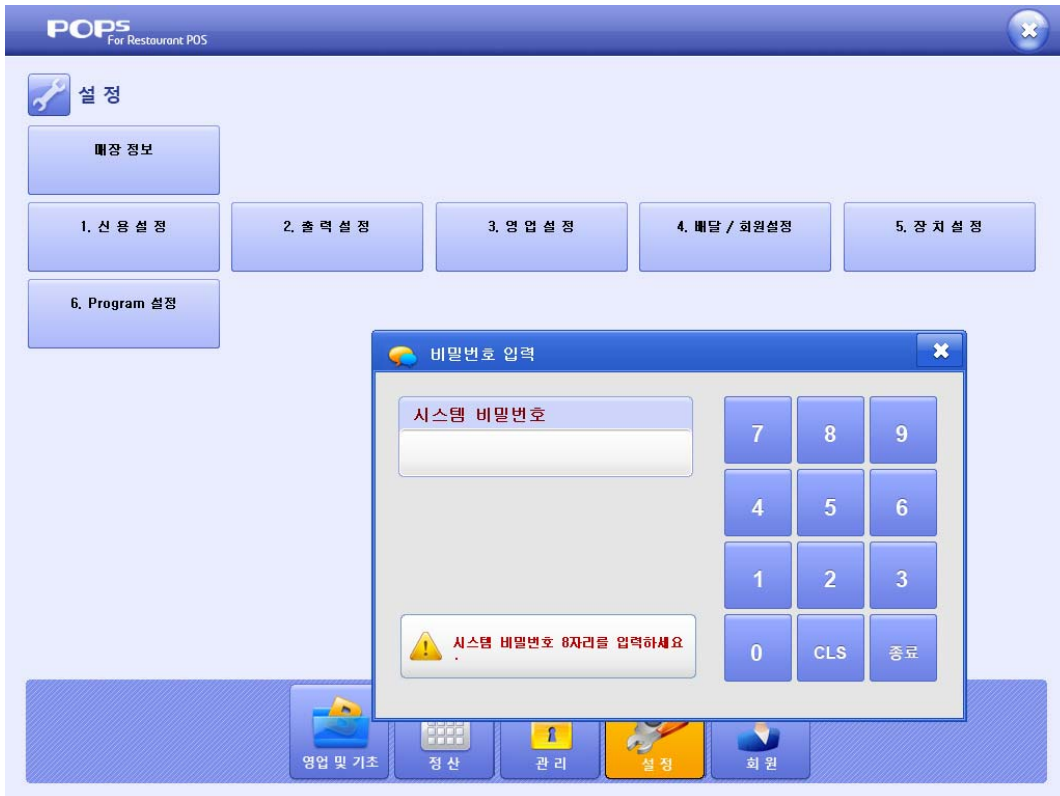 POPs
For Restaurant POS
설 정
매장 정보
1. 신 용 설 정
2. 출 력 설 정
3. 영 업 설 정
4. 배달 / 회원설정
5. 장 치 설 정
6. Program 설정
비밀번호 입력
시스템 비밀번호
7 8 9
4 5 6
1 2 3
0 CLS 종료
시스템 비밀번호 8자리를 입력하세요
.
영업 및 기초
정 산
관 리
설 정
회 원